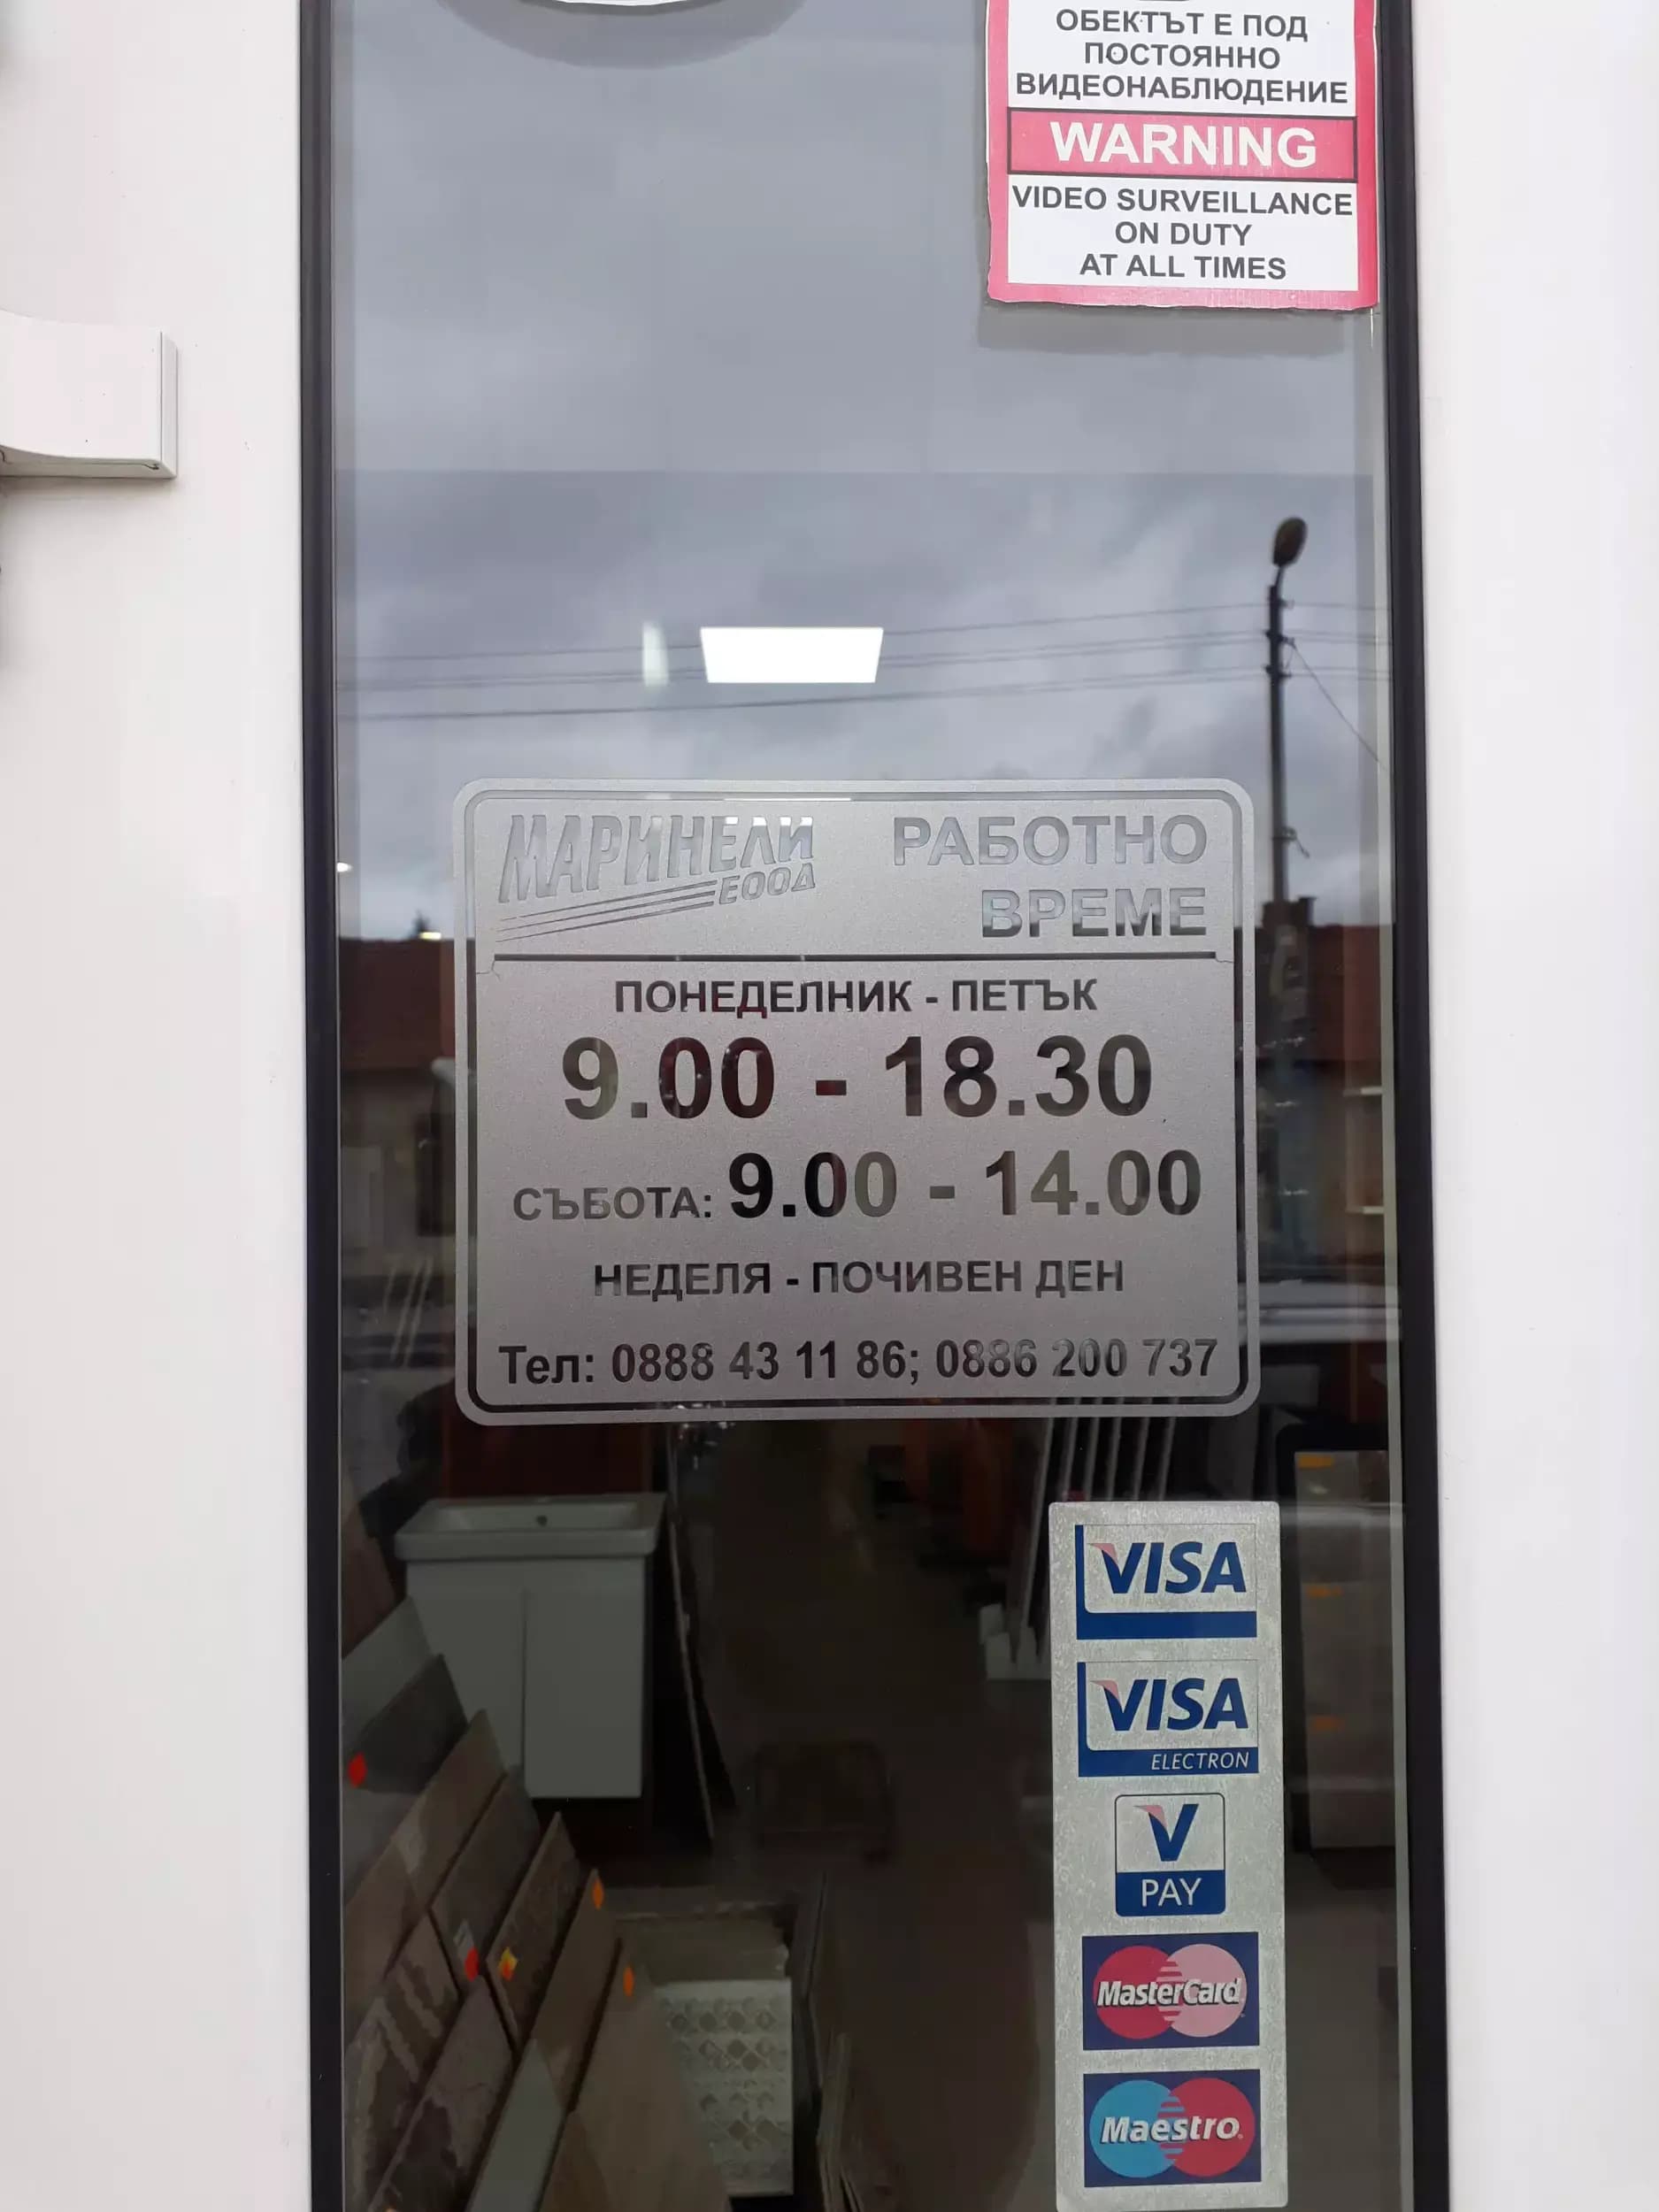 ОБЕКТЪТ Е ПОД
ПОСТОЯННО
ВИДЕОНАБЛЮДЕНИЕ
WARNING
VIDEO SURVEILLANCE
ON DUTY
AT ALL TIMES
МАРИНЕЛИ
ЕООД
РАБОТНО
ВРЕМЕ
ПОНЕДЕЛНИК - ПЕТЪК
9.00 - 18.30
СЪБОТА: 9.00 - 14.00
НЕДЕЛЯ - ПОЧИВЕН ДЕН
Тел: 0888 43 11 86; 0886 200 737
VISA
VISA
ELECTRON
V
PAY
MasterCard
Maestro